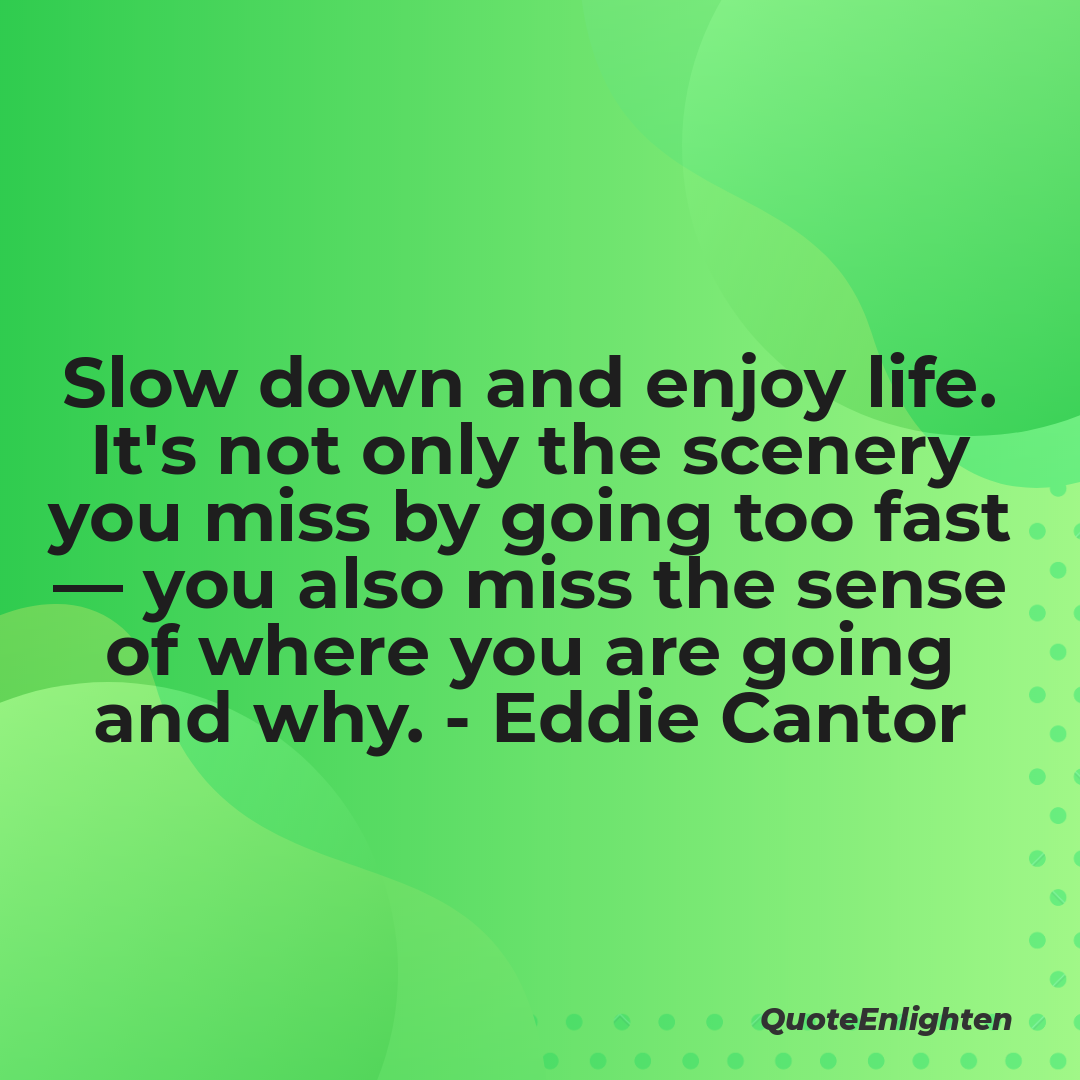 Slow down and enjoy life.
It's not only the scenery
you miss by going too fast
— you also miss the sense
of where you are going
and why. - Eddie Cantor
QuoteEnlighten